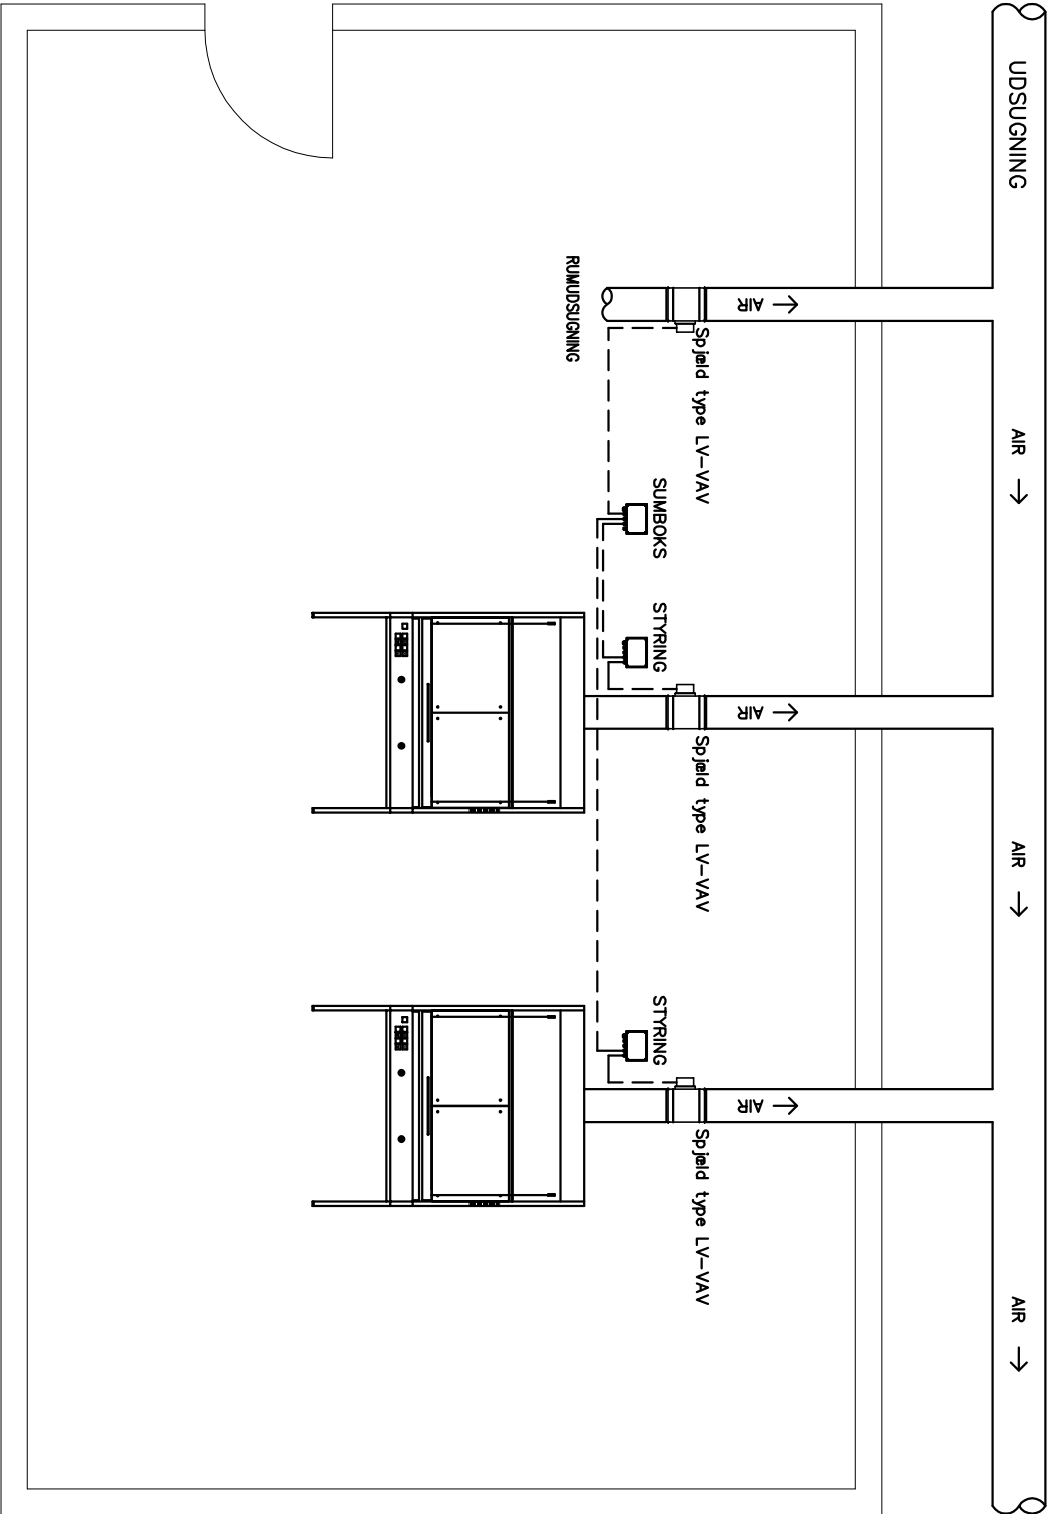 UDSUGNING
AIR →
AIR →
AIR →
AIR →
AIR →
AIR →
Spjæld type LV-VAV
Spjæld type LV-VAV
Spjæld type LV-VAV
SUMBOKS
STYRING
STYRING
RUMUDSUGNING